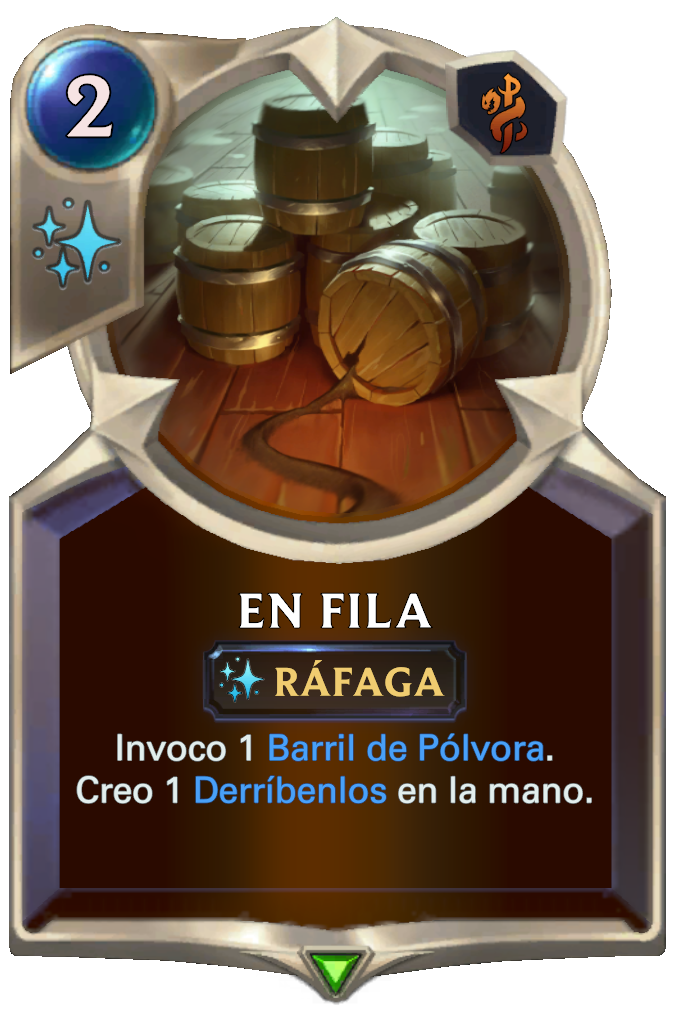 2
EN FILA
RÁFAGA
Invoco 1 Barril de Pólvora.
Creo 1 Derríbenlos en la mano.